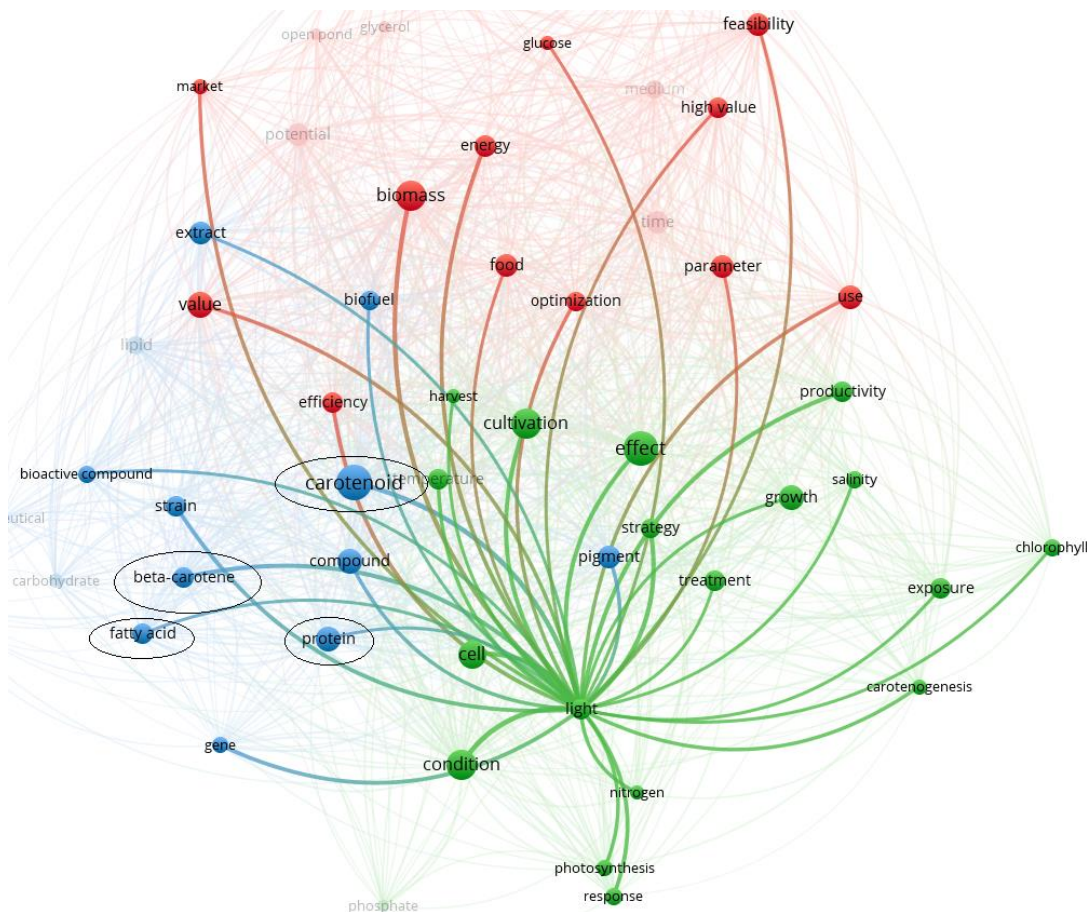 feasibility
glycerol
open pond
glucose
market
medium
high value
potential
energy
biomass
time
extract
food
parameter
biofuel
optimization
use
value
lipid
productivity
harvest
efficiency
cultivation
effect
bioactive compound
carotenoid
temperature
salinity
growth
strain
eutical
strategy
chlorophyll
pigment
compound
beta-carotene
carbohydrate
treatment
exposure
fatty acid
protein
cell
carotenogenesis
light
gene
condition
nitrogen
photosynthesis
response
phosphate